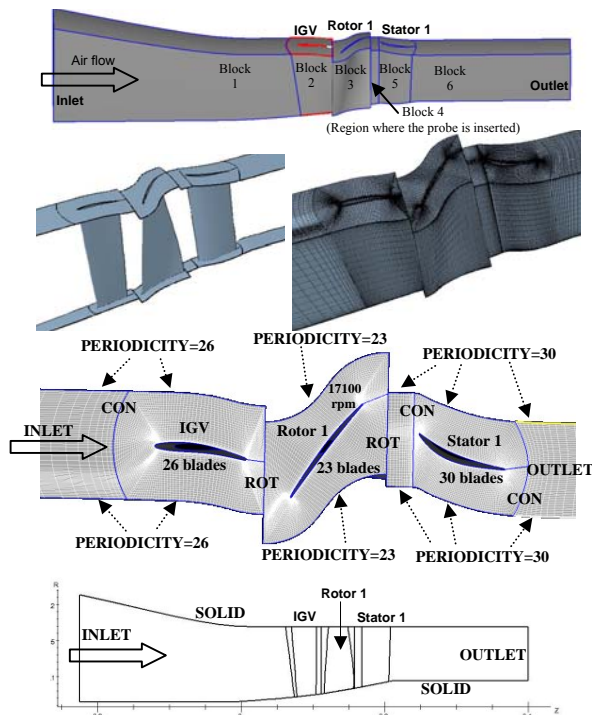 IGV Rotor 1 Stator 1
Air flow
Inlet
Block 1
Block 2
Block 3
Block 5
Block 6
Outlet
Block 4
(Region where the probe is inserted)
PERIODICITY=26
PERIODICITY=23
PERIODICITY=30
17100 rpm
CON
IGV
26 blades
INLET
ROT
Rotor 1
23 blades
ROT
CON
Stator 1
30 blades
OUTLET
CON
CON
PERIODICITY=26
PERIODICITY=23
PERIODICITY=30
Rotor 1
R
SOLID
IGV
Stator 1
INLET
OUTLET
SOLID
Z